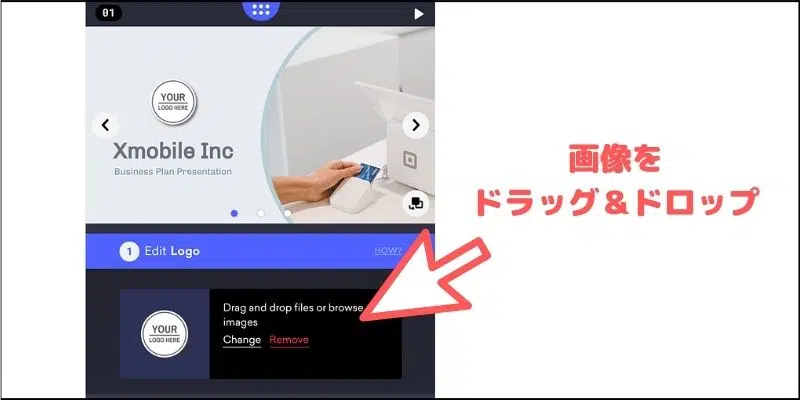 01
YOUR
LOGO HERE
Xmobile Inc
Business Plan Presentation
画像を
ドラッグ＆ドロップ
1 Edit Logo HOW?
YOUR
LOGO HERE
Drag and drop files or browse
images
Change Remove